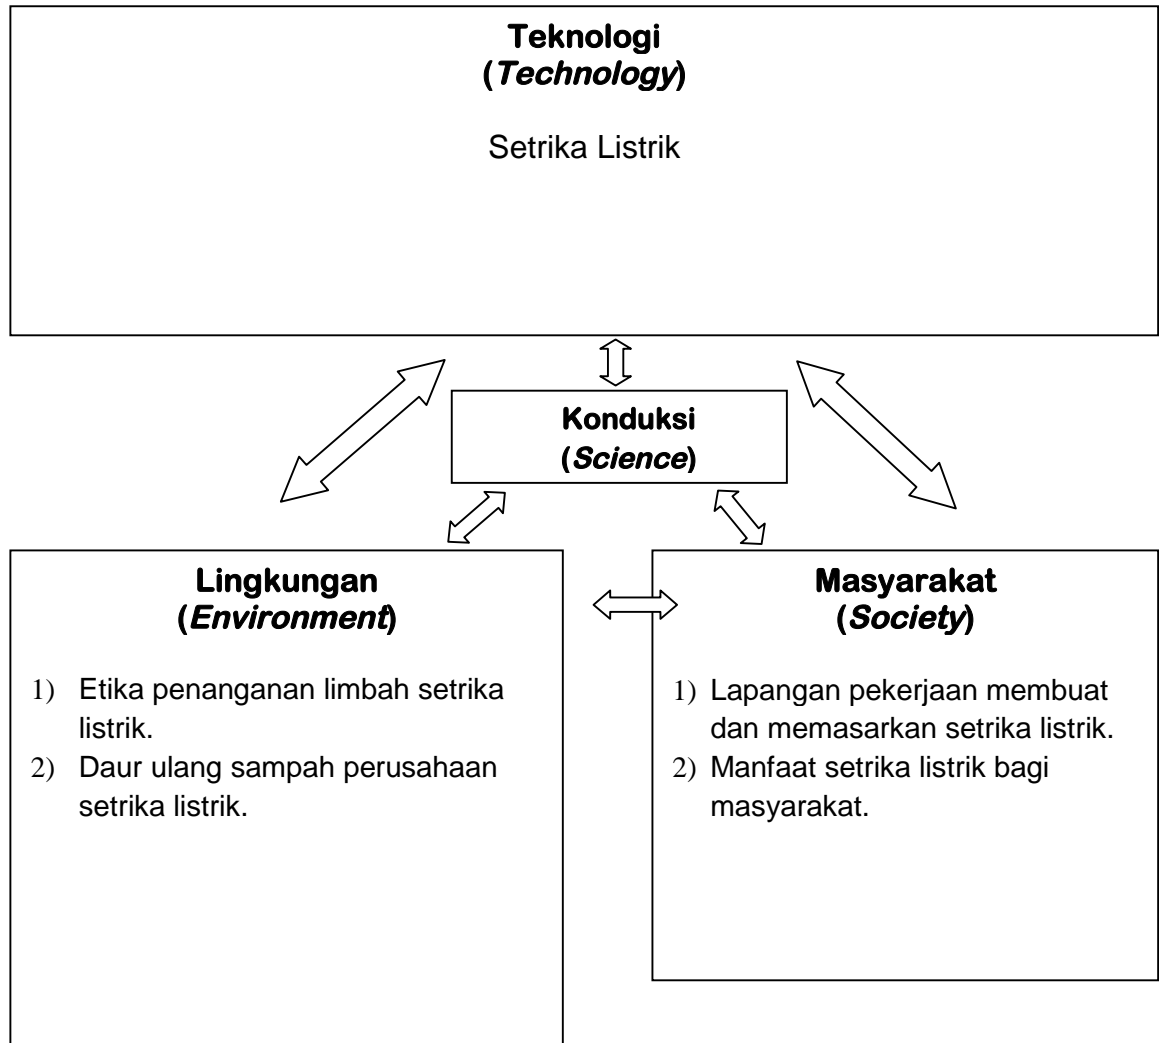 Teknologi
(Technology)
Setrika Listrik
Konduksi
(Science)
Lingkungan
(Environment)
1) Etika penanganan limbah setrika
listrik.
2) Daur ulang sampah perusahaan
setrika listrik.
Masyarakat
(Society)
1) Lapangan pekerjaan membuat
dan memasarkan setrika listrik.
2) Manfaat setrika listrik bagi
masyarakat.